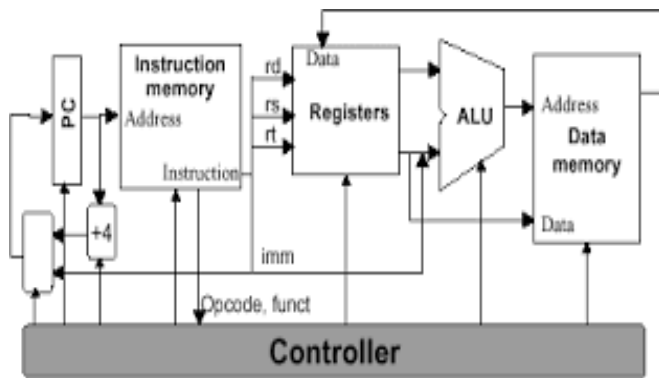 Instruction
memory
Address
Instruction
PC
+4
rd
rs
rt
imm
Opcode, funct
Data
Registers
ALU
Address
Data
memory
Data
Controller